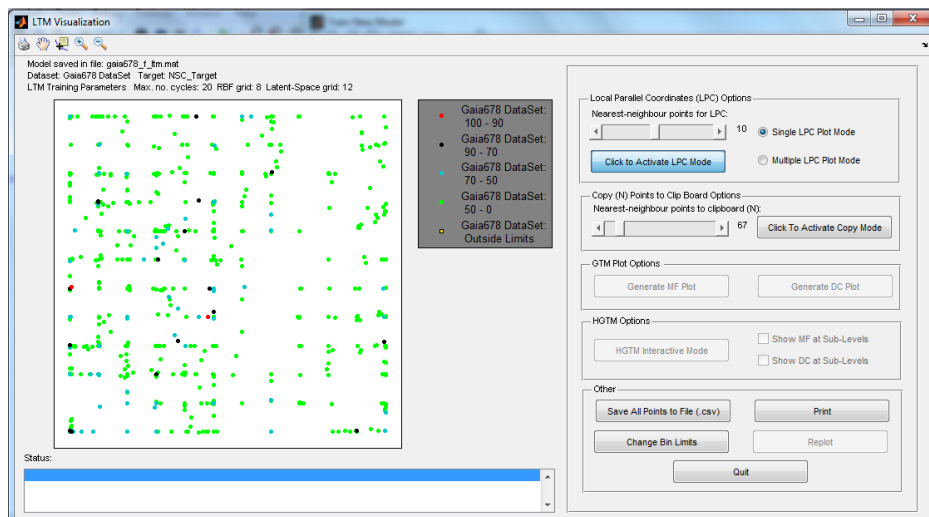 LTM Visualization
Train New Model
Model saved in file: gaia678_f_ltm.mat
Dataset: Gaia678 DataSet Target: NSC_Target
LTM Training Parameters Max. no. cycles: 20 RBF grid: 8 Latent-Space grid: 12
Gaia678 DataSet:
100 - 90
Gaia678 DataSet:
90 - 70
Gaia678 DataSet:
70 - 50
Gaia678 DataSet:
50 - 0
Gaia678 DataSet:
Outside Limits
Status:
Local Parallel Coordinates (LPC) Options
Nearest-neighbour points for LPC:
10
Single LPC Plot Mode
Click to Activate LPC Mode
Multiple LPC Plot Mode
Copy (N) Points to Clip Board Options
Nearest-neighbour points to clipboard (N):
67
Click To Activate Copy Mode
GTM Plot Options
Generate MF Plot
Generate DC Plot
HGTM Options
HGTM Interactive Mode
Show MF at Sub-Levels
Show DC at Sub-Levels
Other
Save All Points to File (.csv)
Print
Change Bin Limits
Replot
Quit